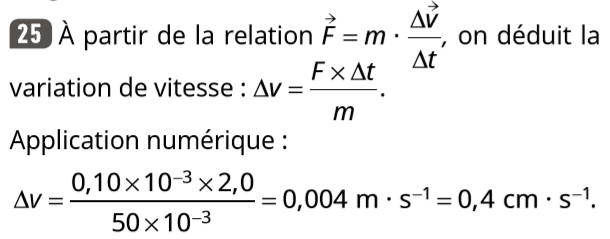 25 À partir de la relation F⃗ = m · Δv⃗/Δt, on déduit la
variation de vitesse : Δv = F × Δt/m.
Application numérique :
Δv = 0,10×10⁻³×2,0/50×10⁻³ = 0,004 m · s⁻¹ = 0,4 cm · s⁻¹.